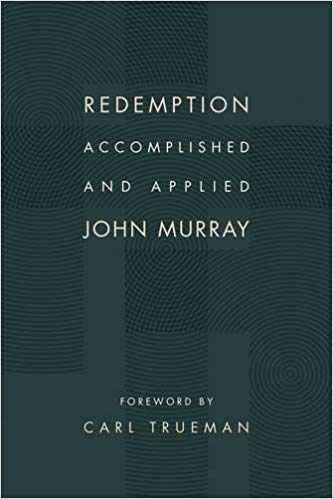 REDEMPTION
ACCOMPLISHED
AND APPLIED
JOHN MURRAY
FOREWORD BY
CARL TRUEMAN